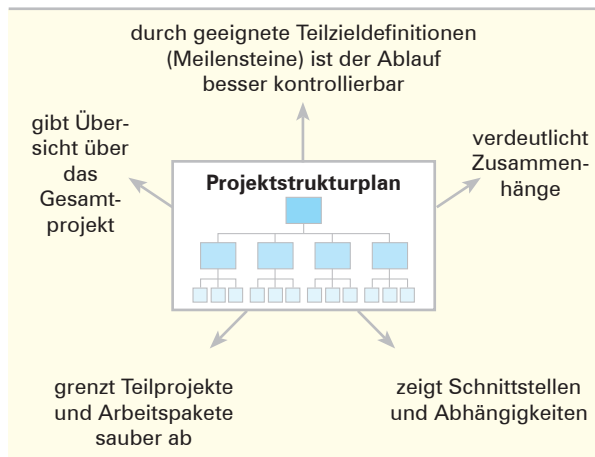 durch geeignete Teilzieldefinitionen
(Meilensteine) ist der Ablauf
besser kontrollierbar
gibt Über-
sicht über
das
Gesamt-
projekt
verdeutlicht
Zusammen-
hänge
Projektstrukturplan
grenzt Teilprojekte
und Arbeitspakete
sauber ab
zeigt Schnittstellen
und Abhängigkeiten